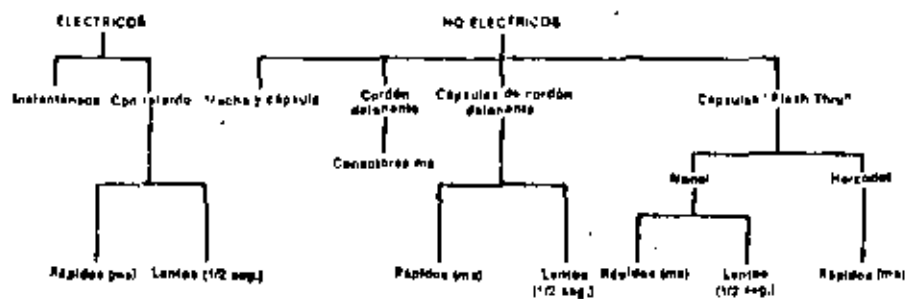 ELECTRICOS
NO ELECTRICOS
Instantáneos
Con retardo
Mecha y cápsula
Cordón
detonante
Cápsulas de cordón
detonante
Cápsulas "Flash Thru"
Conectores ms
Nonel
Hercudet
Rápidos (ms)
Lentos (1/2 seg.)
Rápidos (ms)
Lentos
(1/2 seg.)
Rápidos (ms)
Lentos
(1/2 seg.)
Rápidos (ms)